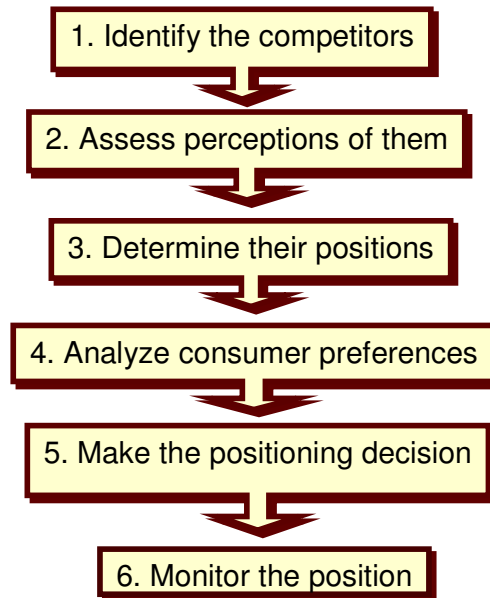 1. Identify the competitors
2. Assess perceptions of them
3. Determine their positions
4. Analyze consumer preferences
5. Make the positioning decision
6. Monitor the position